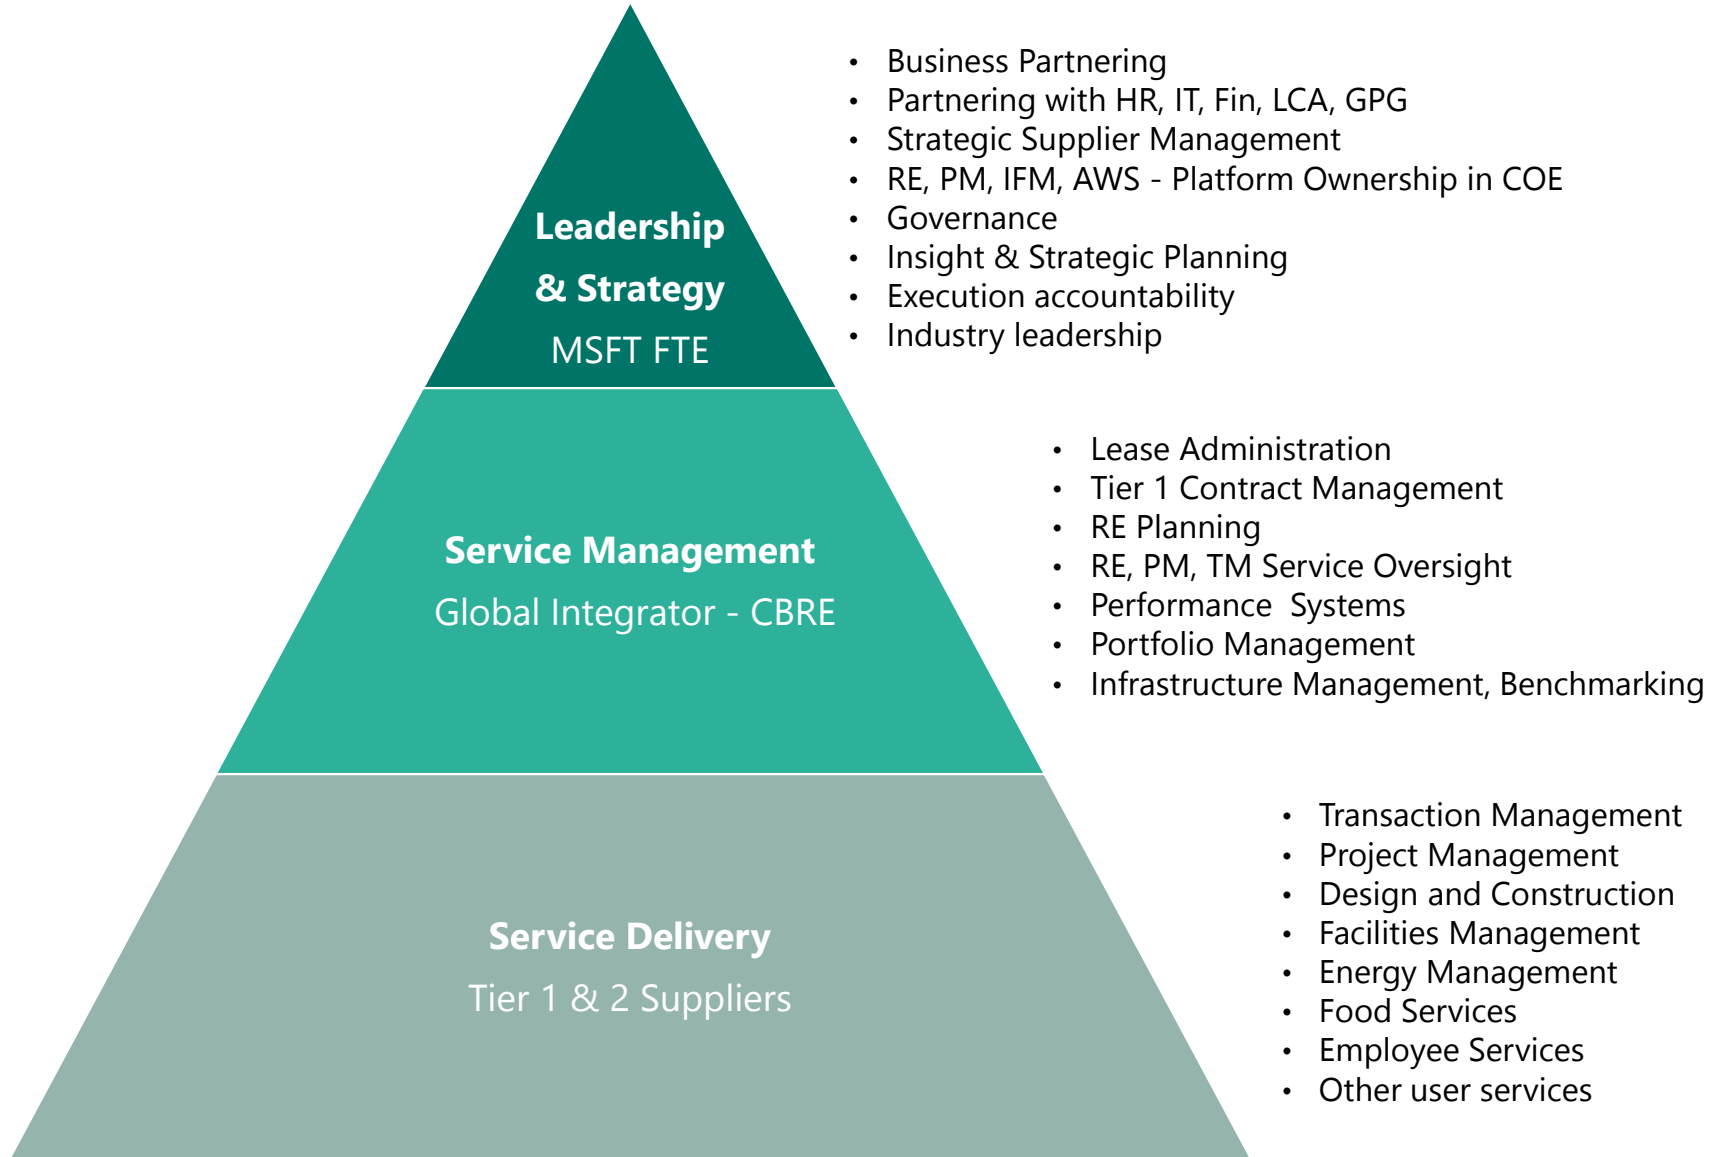 Leadership
& Strategy
MSFT FTE
• Business Partnering
• Partnering with HR, IT, Fin, LCA, GPG
• Strategic Supplier Management
• RE, PM, IFM, AWS - Platform Ownership in COE
• Governance
• Insight & Strategic Planning
• Execution accountability
• Industry leadership
Service Management
Global Integrator - CBRE
• Lease Administration
• Tier 1 Contract Management
• RE Planning
• RE, PM, TM Service Oversight
• Performance  Systems
• Portfolio Management
• Infrastructure Management, Benchmarking
Service Delivery
Tier 1 & 2 Suppliers
• Transaction Management
• Project Management
• Design and Construction
• Facilities Management
• Energy Management
• Food Services
• Employee Services
• Other user services